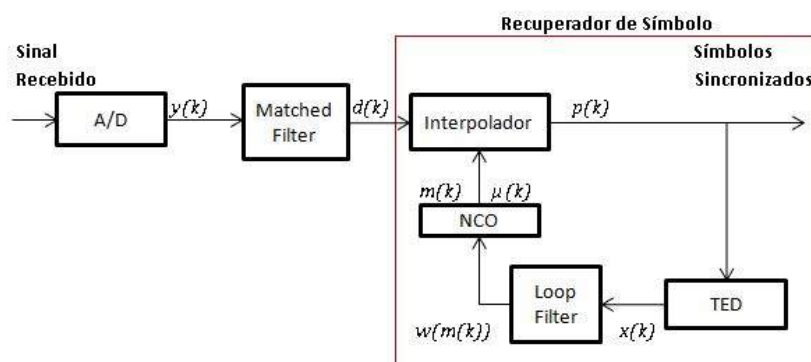 Recuperador de Símbolo
Sinal
Recebido
Símbolos
Sincronizados
A/D
y(k)
Matched
Filter
d(k)
Interpolador
p(k)
m(k)
μ(k)
NCO
Loop
Filter
TED
w(m(k))
x(k)